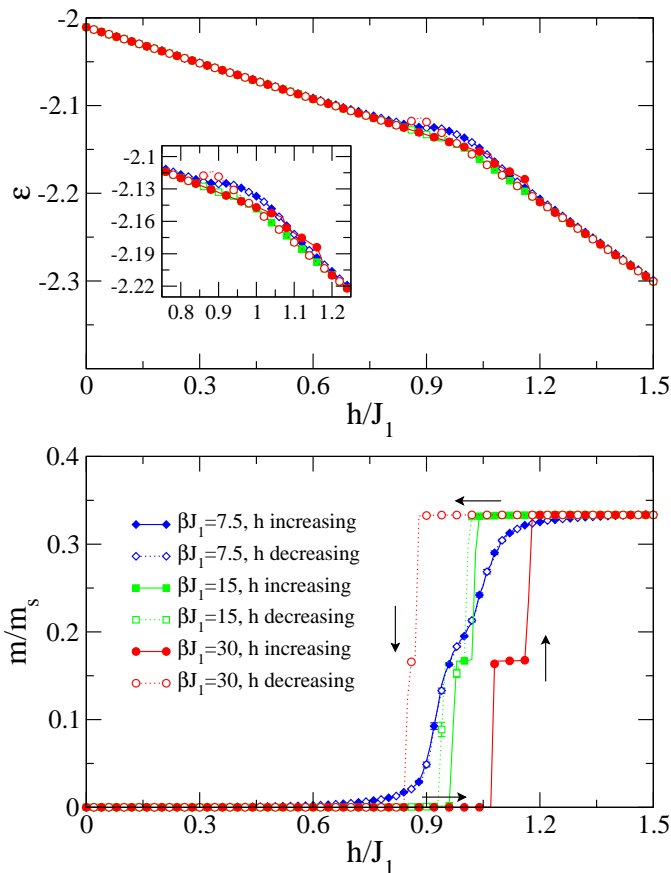 -2
-2.1
-2.2
-2.3
ε
-2.1
-2.13
-2.16
-2.19
-2.22
0.8 0.9 1 1.1 1.2
0 0.3 0.6 0.9 1.2 1.5
h/J₁
0.4
0.3
0.2
0.1
0
m/mₛ
βJ₁=7.5, h increasing
βJ₁=7.5, h decreasing
βJ₁=15, h increasing
βJ₁=15, h decreasing
βJ₁=30, h increasing
βJ₁=30, h decreasing
0 0.3 0.6 0.9 1.2 1.5
h/J₁